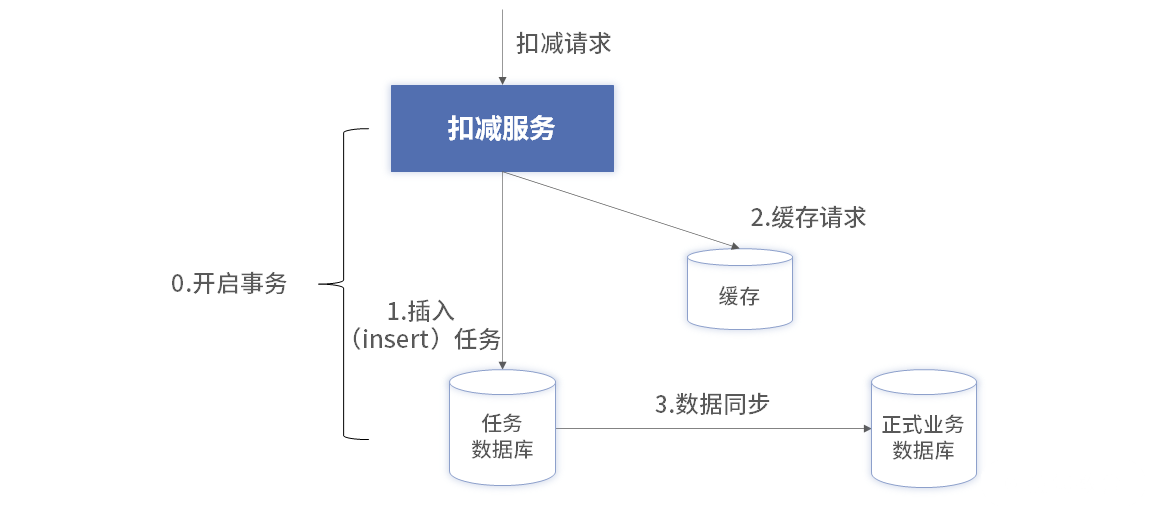 扣减请求
扣减服务
2.缓存请求
0.开启事务
缓存
1.插入
（insert）任务
3.数据同步
任务
数据库
正式业务
数据库